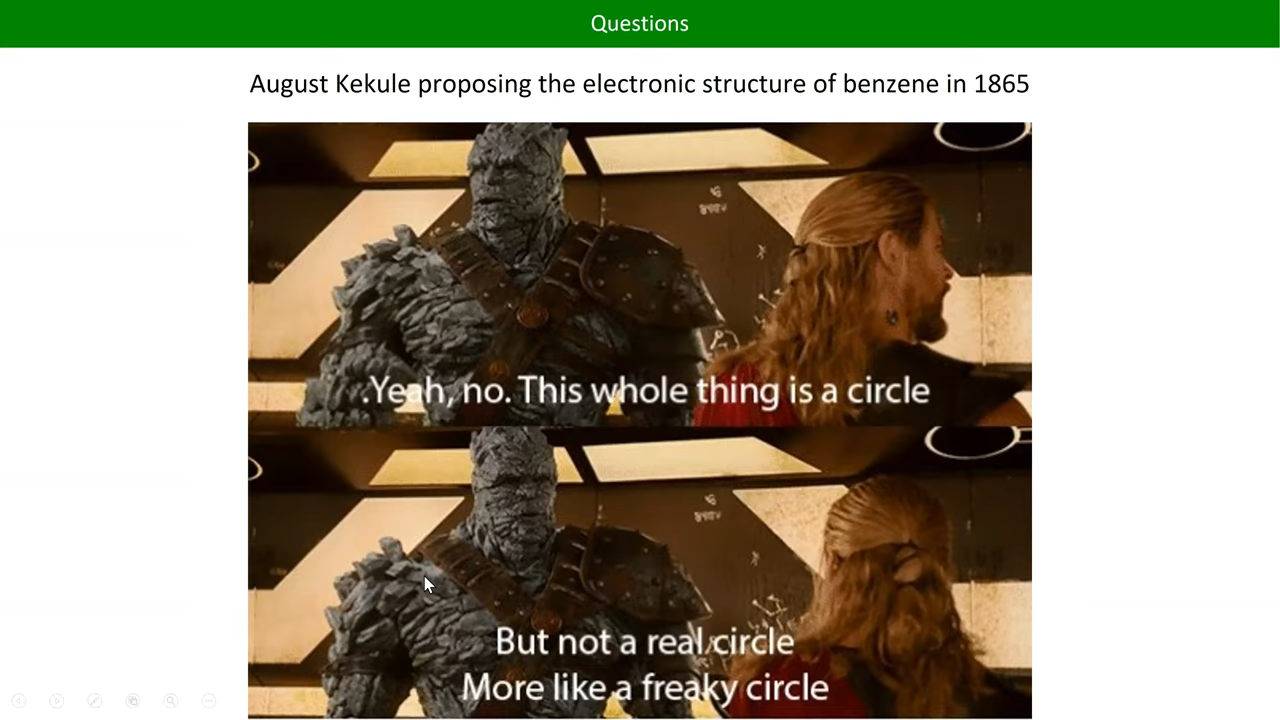 Questions
August Kekule proposing the electronic structure of benzene in 1865
.Yeah, no. This whole thing is a circle
But not a real circle
More like a freaky circle